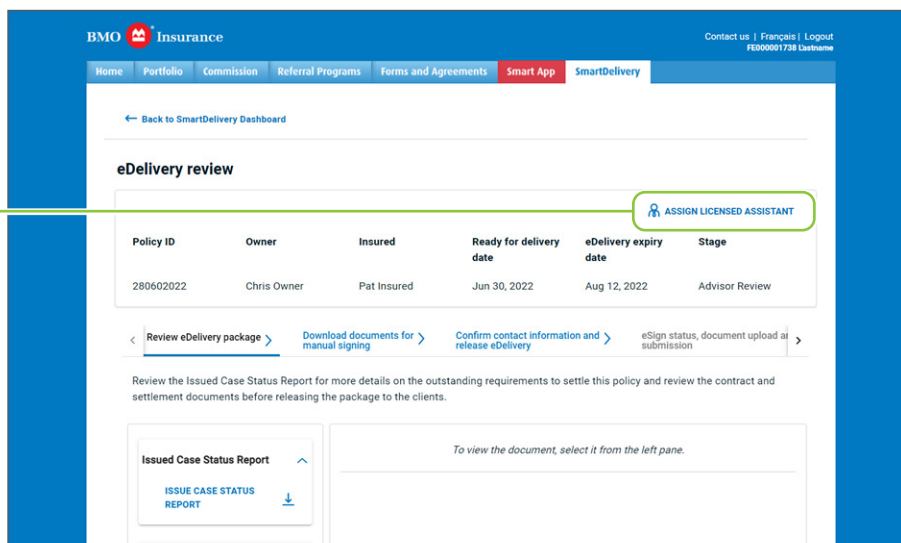 BMO Insurance
Contact us | Français | Logout
FE000001738 Lastname
Home Portfolio Commission Referral Programs Forms and Agreements Smart App SmartDelivery
← Back to SmartDelivery Dashboard
eDelivery review
ASSIGN LICENSED ASSISTANT
Policy ID Owner Insured Ready for delivery date eDelivery expiry date Stage
280602022 Chris Owner Pat Insured Jun 30, 2022 Aug 12, 2022 Advisor Review
Review eDelivery package
Download documents for
manual signing
Confirm contact information and
release eDelivery
eSign status, document upload a
submission
Review the Issued Case Status Report for more details on the outstanding requirements to settle this policy and review the contract and
settlement documents before releasing the package to the clients.
Issued Case Status Report
To view the document, select it from the left pane.
ISSUE CASE STATUS
REPORT